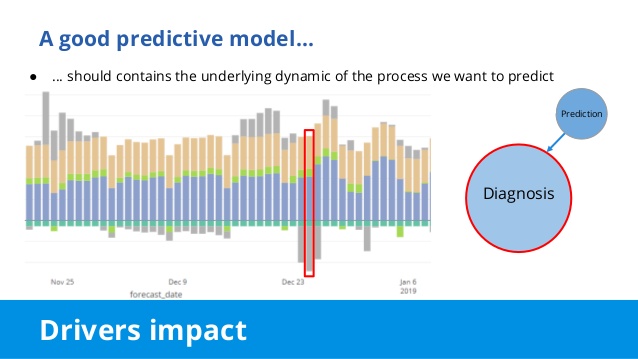 A good predictive model...
● ... should contains the underlying dynamic of the process we want to predict
Prediction
Diagnosis
Nov 25 Dec 9 Dec 23 Jan 6
2019
forecast_date
Drivers impact